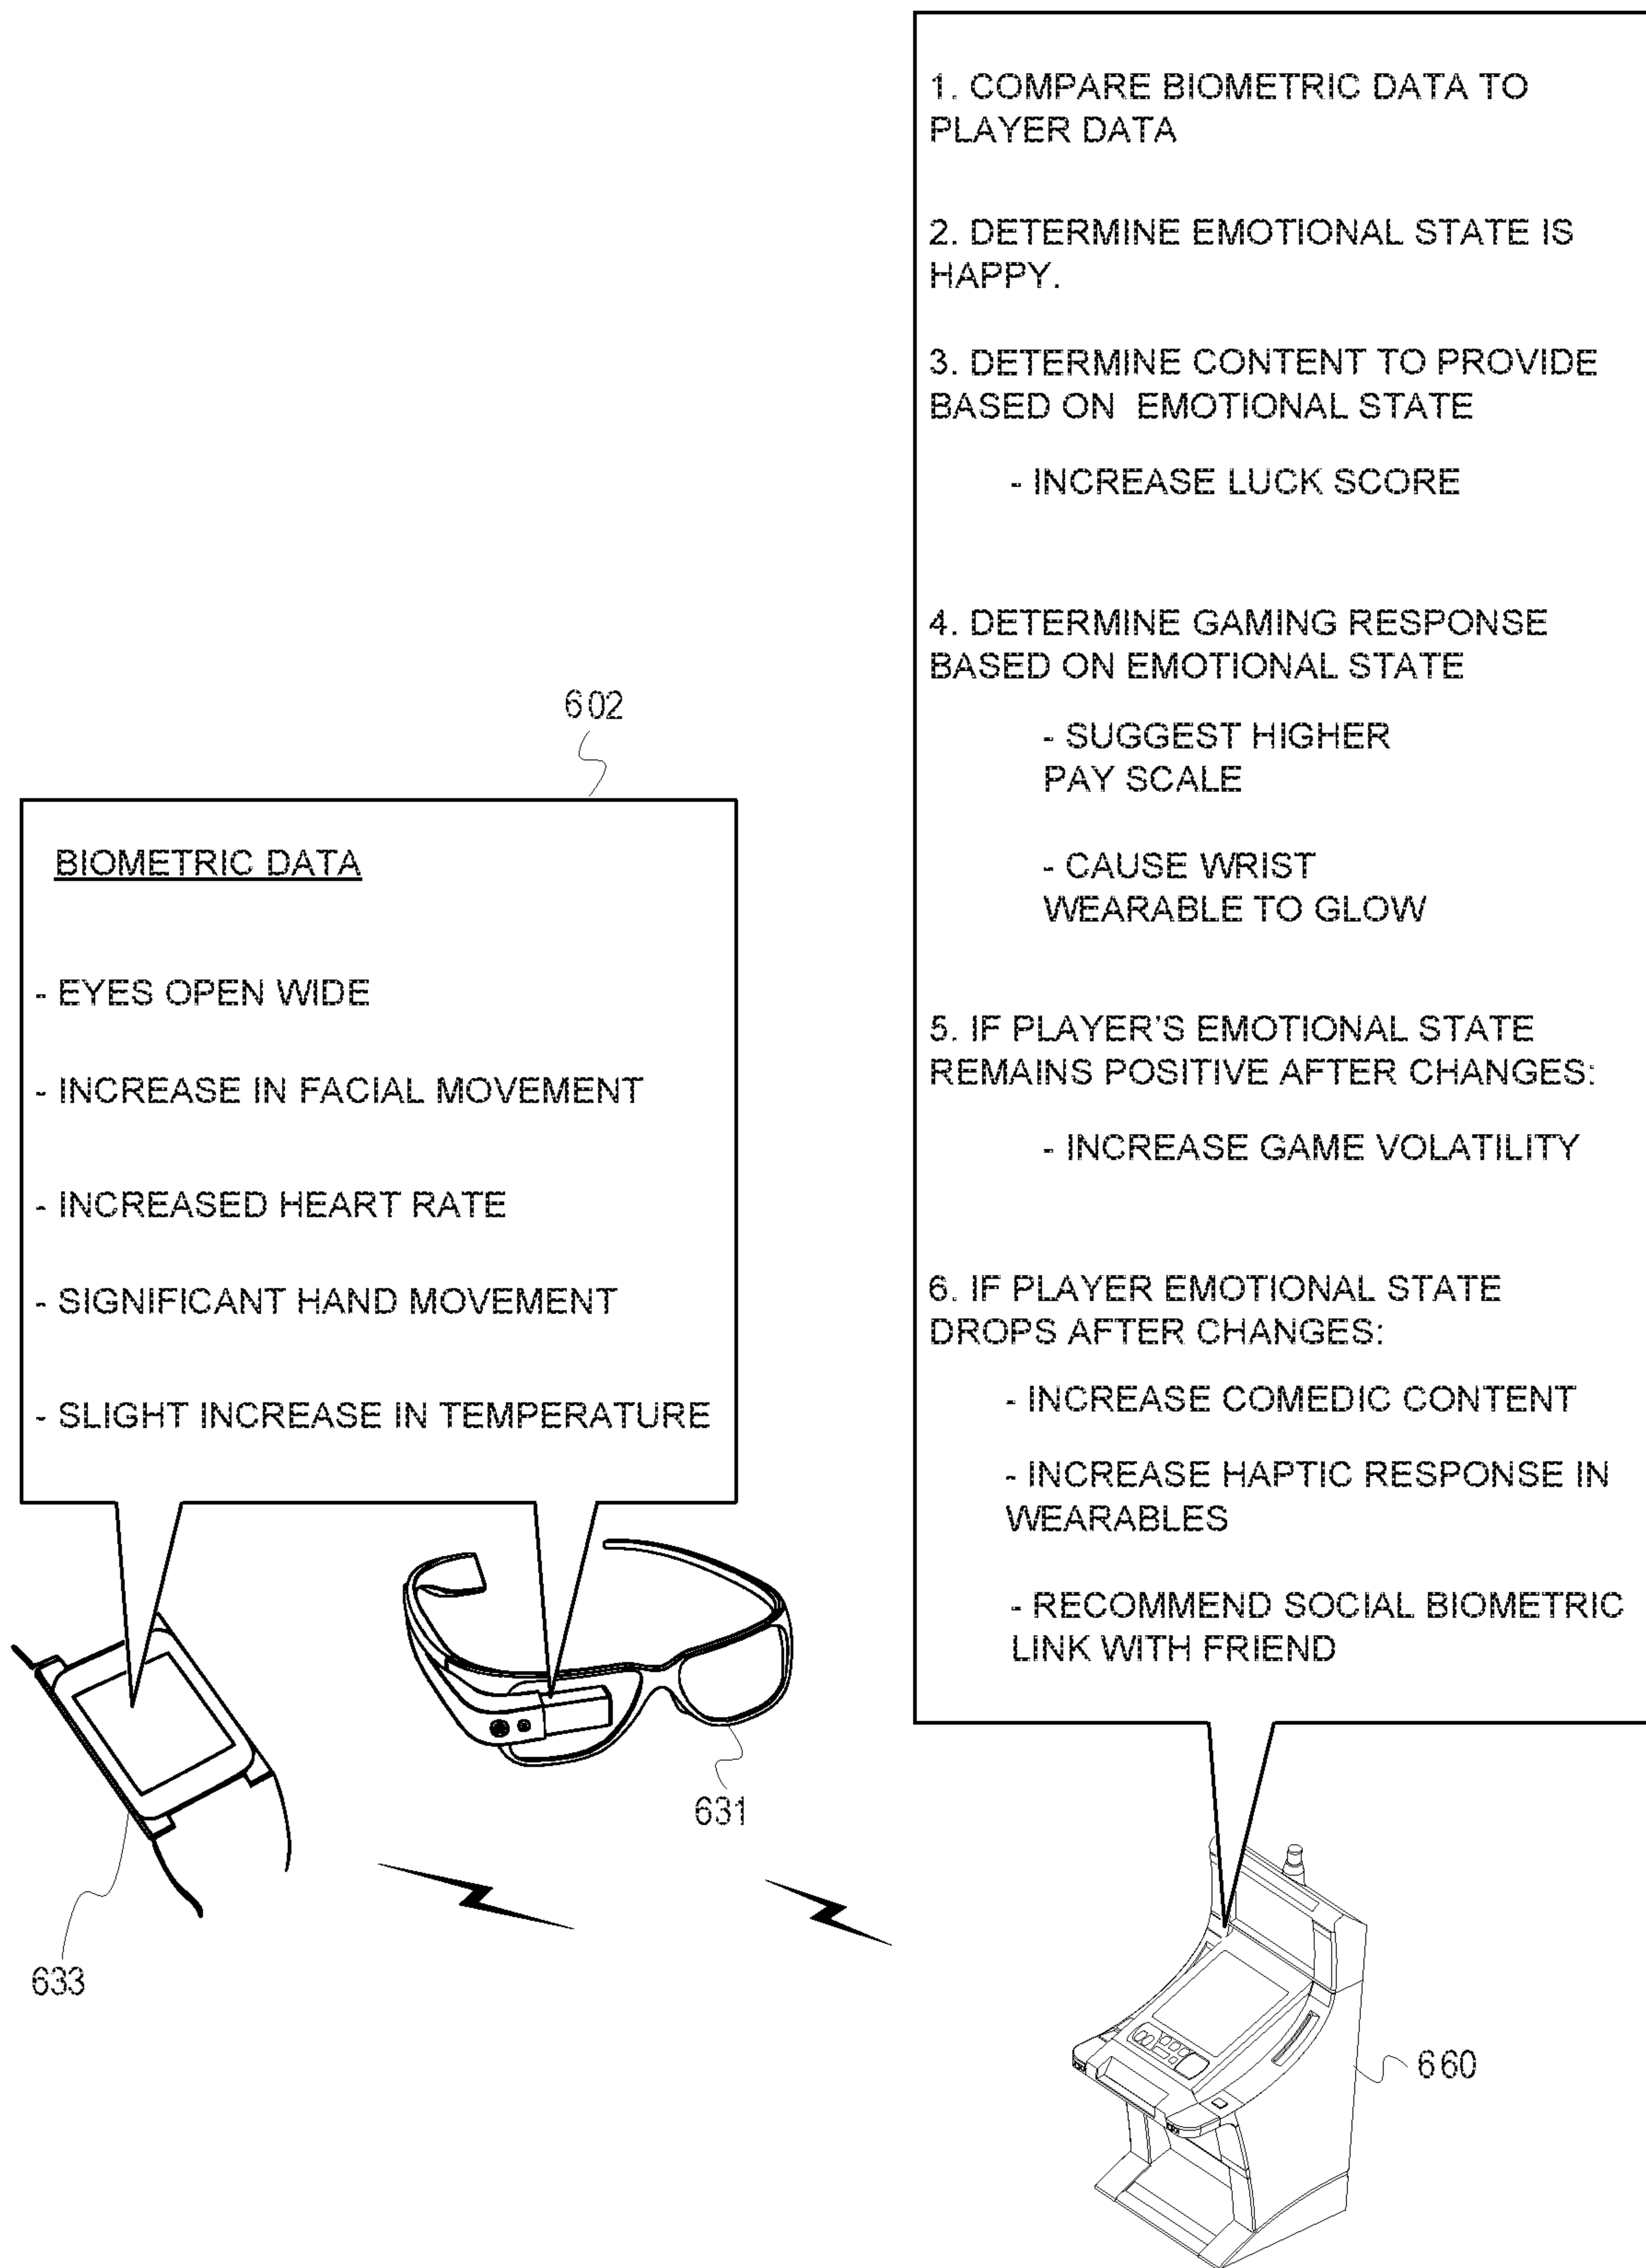 1. COMPARE BIOMETRIC DATA TO
PLAYER DATA
2. DETERMINE EMOTIONAL STATE IS
HAPPY.
3. DETERMINE CONTENT TO PROVIDE
BASED ON EMOTIONAL STATE
- INCREASE LUCK SCORE
4. DETERMINE GAMING RESPONSE
BASED ON EMOTIONAL STATE
- SUGGEST HIGHER
PAY SCALE
- CAUSE WRIST
WEARABLE TO GLOW
5. IF PLAYER'S EMOTIONAL STATE
REMAINS POSITIVE AFTER CHANGES:
- INCREASE GAME VOLATILITY
6. IF PLAYER EMOTIONAL STATE
DROPS AFTER CHANGES:
- INCREASE COMEDIC CONTENT
- INCREASE HAPTIC RESPONSE IN
WEARABLES
- RECOMMEND SOCIAL BIOMETRIC
LINK WITH FRIEND
602
BIOMETRIC DATA
- EYES OPEN WIDE
- INCREASE IN FACIAL MOVEMENT
- INCREASED HEART RATE
- SIGNIFICANT HAND MOVEMENT
- SLIGHT INCREASE IN TEMPERATURE
631
633
660